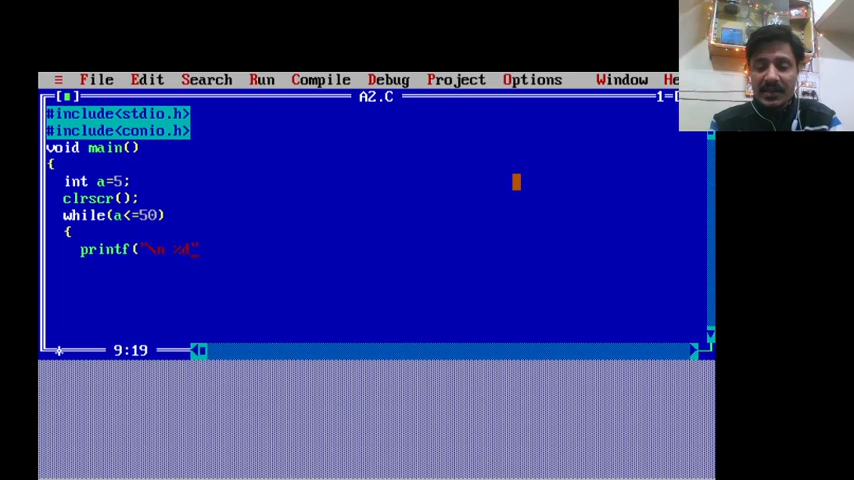 ≡ File Edit Search Run Compile Debug Project Options Window He
[■] A2.C 1=[
#include<stdio.h>
#include<conio.h>
void main()
{
int a=5;
clrscr();
while(a<=50)
{
printf("\n %d"_
* 9:19